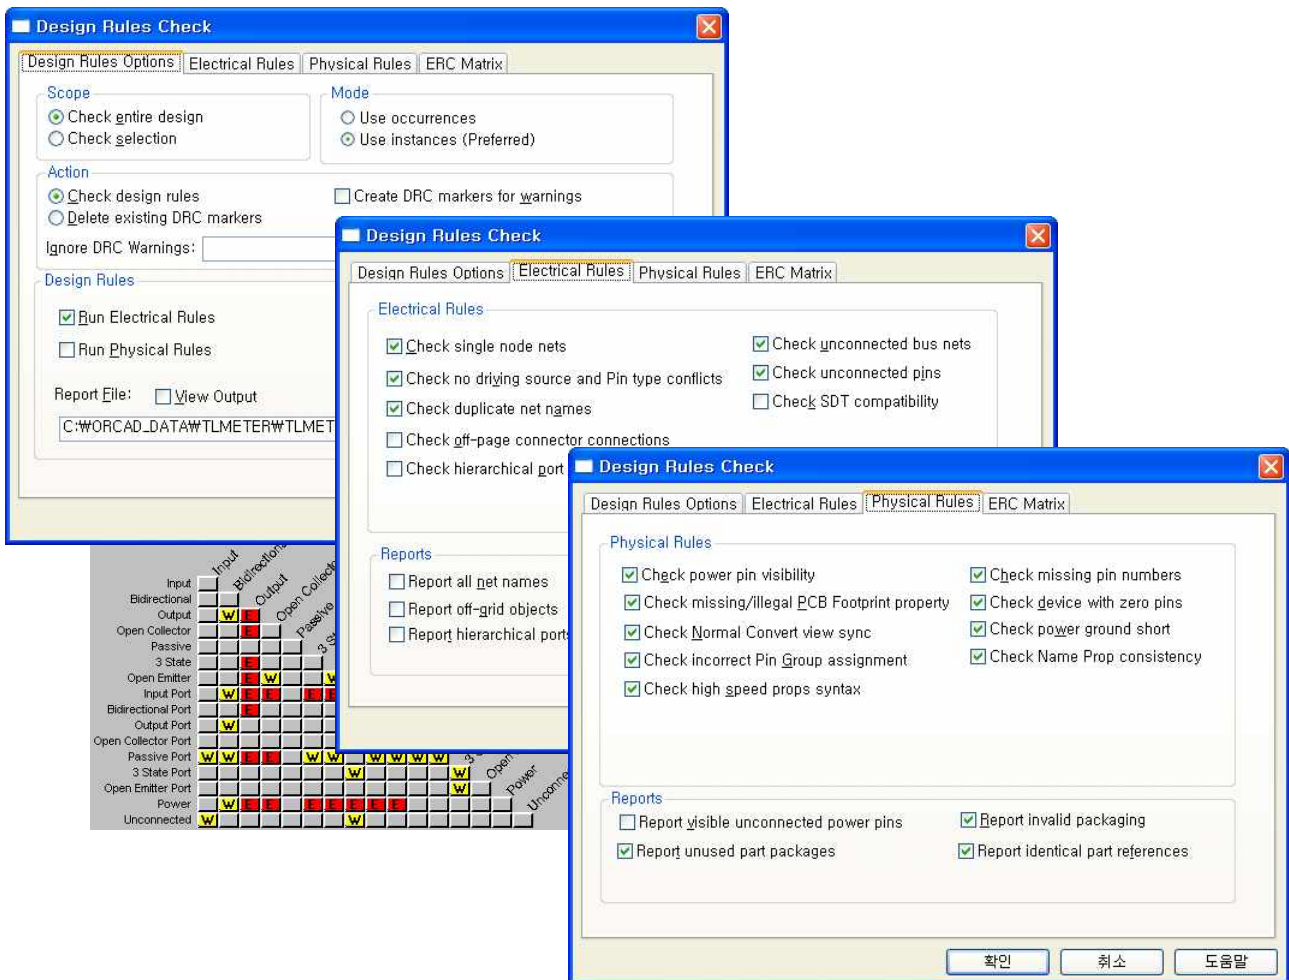 Design Rules Check
Design Rules Options Electrical Rules Physical Rules ERC Matrix
Scope
Check entire design
Check selection
Mode
Use occurrences
Use instances (Preferred)
Action
Check design rules
Delete existing DRC markers
Create DRC markers for warnings
Ignore DRC Warnings:
Design Rules
Run Electrical Rules
Run Physical Rules
Report File: View Output
C:₩ORCAD_DATA₩TLMETER₩TLMET
Design Rules Check
Design Rules Options Electrical Rules Physical Rules ERC Matrix
Electrical Rules
Check single node nets
Check no driving source and Pin type conflicts
Check duplicate net names
Check off-page connector connections
Check hierarchical port
Check unconnected bus nets
Check unconnected pins
Check SDT compatibility
Reports
Report all net names
Report off-grid objects
Report hierarchical ports
Design Rules Check
Design Rules Options Electrical Rules Physical Rules ERC Matrix
Physical Rules
Check power pin visibility
Check missing/illegal PCB Footprint property
Check Normal Convert view sync
Check incorrect Pin Group assignment
Check high speed props syntax
Check missing pin numbers
Check device with zero pins
Check power ground short
Check Name Prop consistency
Reports
Report visible unconnected power pins
Report unused part packages
Report invalid packaging
Report identical part references
확인 취소 도움말
Input
Bidirectional
Output
Open Collector
Passive
3 S
3 S
Open
Power
Unconne
Input
Bidirectional
Output W E
Open Collector E
Passive
3 State E
Open Emitter E W W
Input Port W E E E E
Bidirectional Port E
Output Port W
Open Collector Port
Passive Port W W E E W W W W W W
3 State Port W W
Open Emitter Port W
Power W E E E E E E E
Unconnected W W